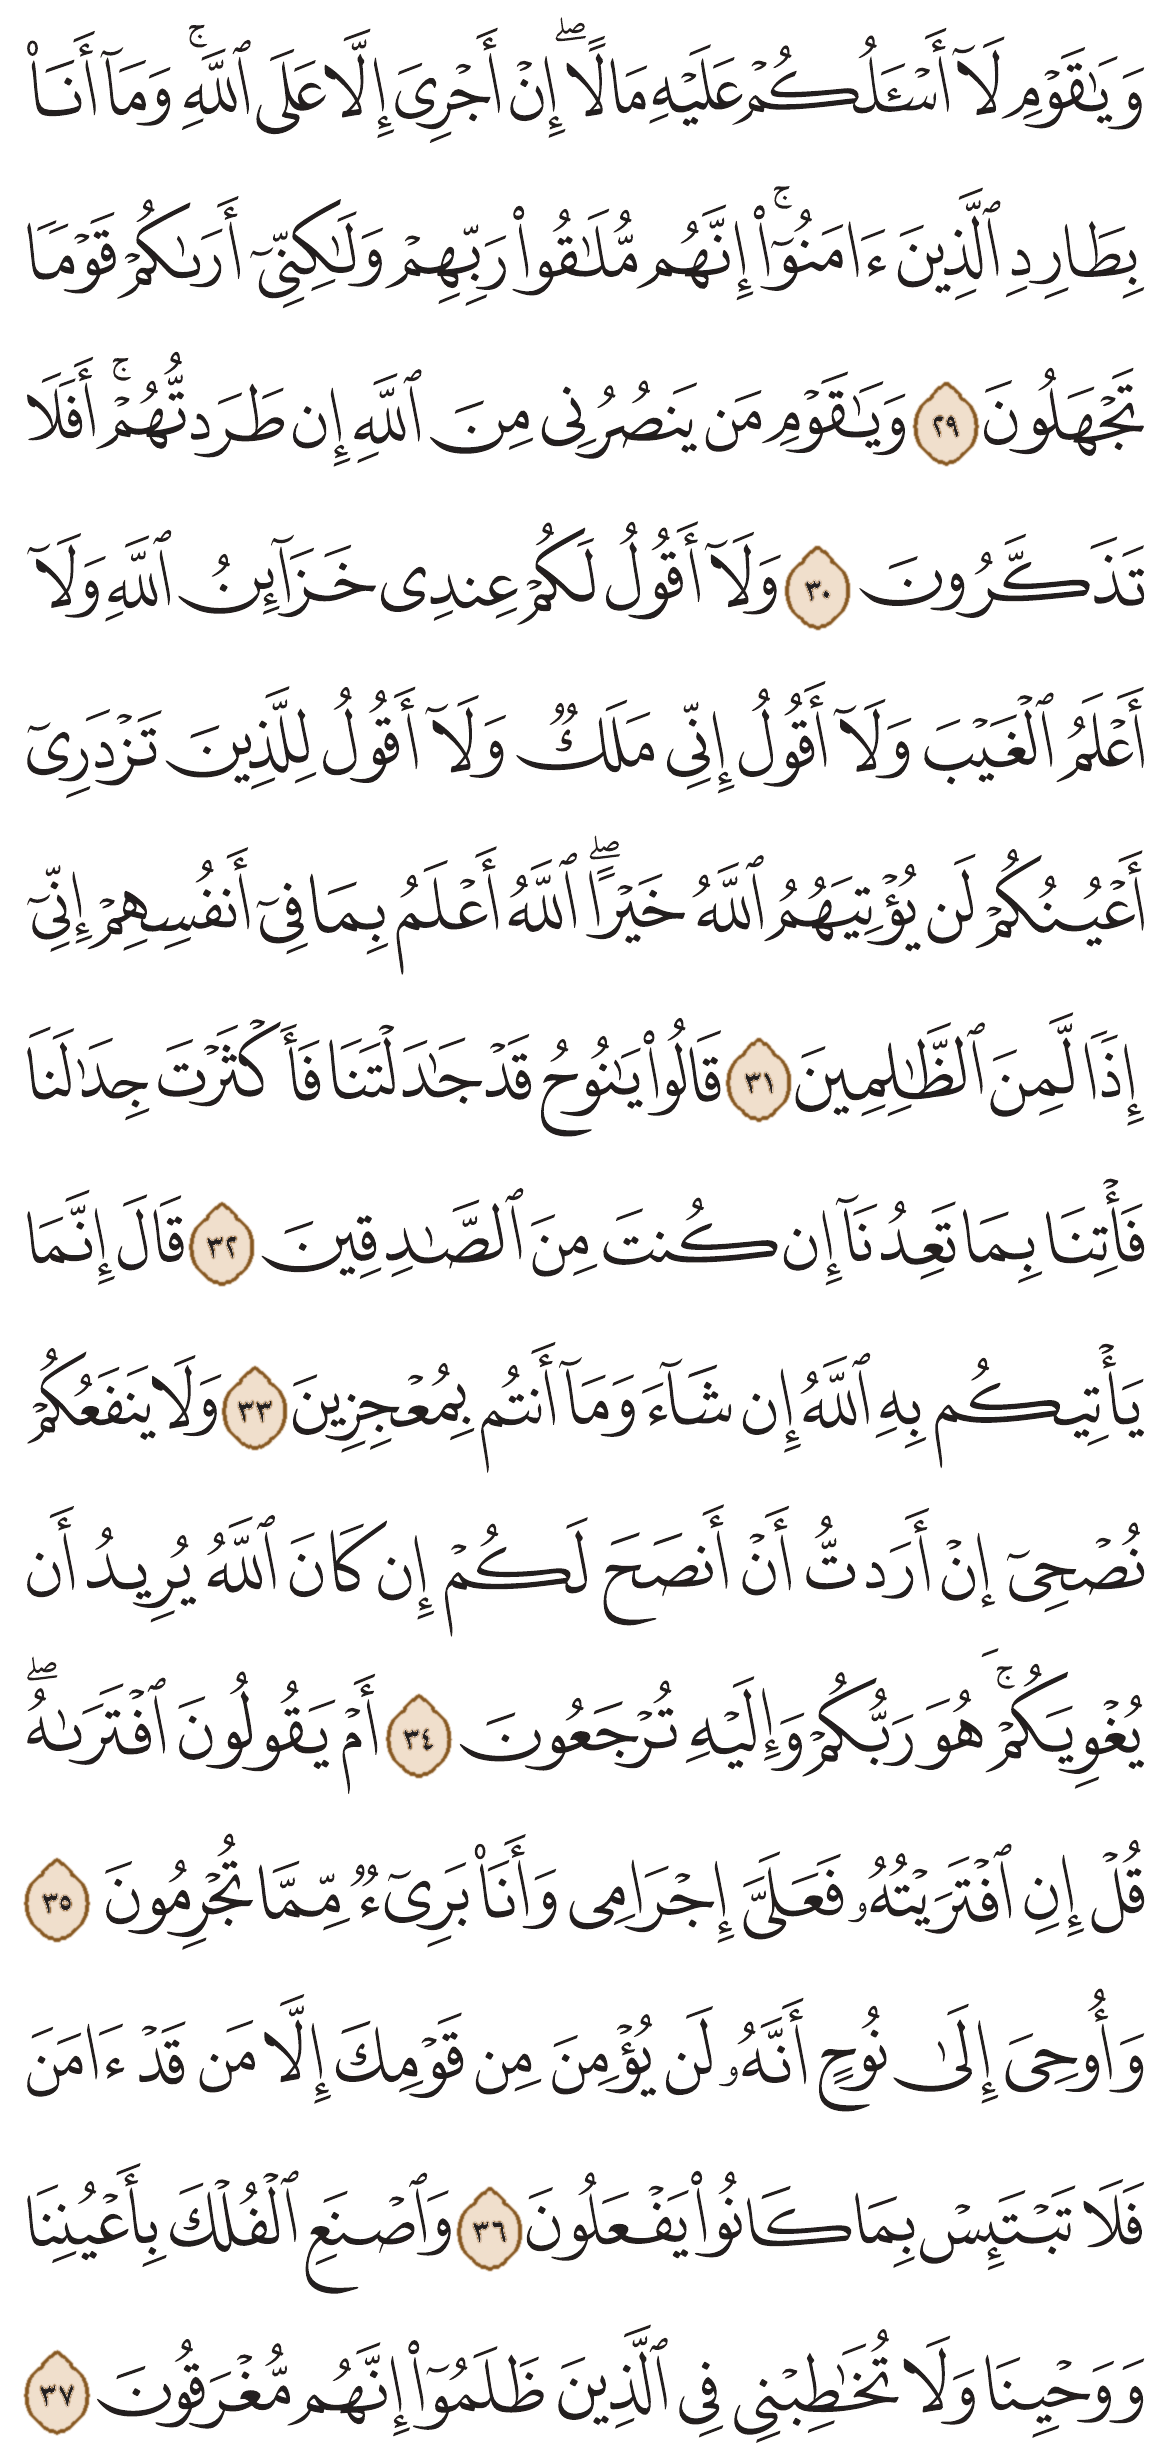 وَيَٰقَوْمِ لَآ أَسْـَٔلُكُمْ عَلَيْهِ مَالًا ۖ إِنْ أَجْرِىَ إِلَّا عَلَى ٱللَّهِ ۚ وَمَآ أَنَا۠
بِطَارِدِ ٱلَّذِينَ ءَامَنُوٓا۟ ۚ إِنَّهُم مُّلَٰقُوا۟ رَبِّهِمْ وَلَٰكِنِّىٓ أَرَىٰكُمْ قَوْمًا
تَجْهَلُونَ ٢٩ وَيَٰقَوْمِ مَن يَنصُرُنِى مِنَ ٱللَّهِ إِن طَرَدتُّهُمْ ۚ أَفَلَا
تَذَكَّرُونَ ٣٠ وَلَآ أَقُولُ لَكُمْ عِندِى خَزَآئِنُ ٱللَّهِ وَلَآ
أَعْلَمُ ٱلْغَيْبَ وَلَآ أَقُولُ إِنِّى مَلَكٌ وَلَآ أَقُولُ لِلَّذِينَ تَزْدَرِىٓ
أَعْيُنُكُمْ لَن يُؤْتِيَهُمُ ٱللَّهُ خَيْرًا ۖ ٱللَّهُ أَعْلَمُ بِمَا فِىٓ أَنفُسِهِمْ إِنِّىٓ
إِذًا لَّمِنَ ٱلظَّٰلِمِينَ ٣١ قَالُوا۟ يَٰنُوحُ قَدْ جَٰدَلْتَنَا فَأَكْثَرْتَ جِدَٰلَنَا
فَأْتِنَا بِمَا تَعِدُنَآ إِن كُنتَ مِنَ ٱلصَّٰدِقِينَ ٣٢ قَالَ إِنَّمَا
يَأْتِيكُم بِهِ ٱللَّهُ إِن شَآءَ وَمَآ أَنتُم بِمُعْجِزِينَ ٣٣ وَلَا يَنفَعُكُمْ
نُصْحِىٓ إِنْ أَرَدتُّ أَنْ أَنصَحَ لَكُمْ إِن كَانَ ٱللَّهُ يُرِيدُ أَن
يُغْوِيَكُمْ ۚ هُوَ رَبُّكُمْ وَإِلَيْهِ تُرْجَعُونَ ٣٤ أَمْ يَقُولُونَ ٱفْتَرَىٰهُ ۖ
قُلْ إِنِ ٱفْتَرَيْتُهُۥ فَعَلَىَّ إِجْرَامِى وَأَنَا۠ بَرِىٓءٌ مِّمَّا تُجْرِمُونَ ٣٥
وَأُوحِىَ إِلَىٰ نُوحٍ أَنَّهُۥ لَن يُؤْمِنَ مِن قَوْمِكَ إِلَّا مَن قَدْ ءَامَنَ
فَلَا تَبْتَئِسْ بِمَا كَانُوا۟ يَفْعَلُونَ ٣٦ وَٱصْنَعِ ٱلْفُلْكَ بِأَعْيُنِنَا
وَوَحْيِنَا وَلَا تُخَٰطِبْنِى فِى ٱلَّذِينَ ظَلَمُوٓا۟ إِنَّهُم مُّغْرَقُونَ ٣٧